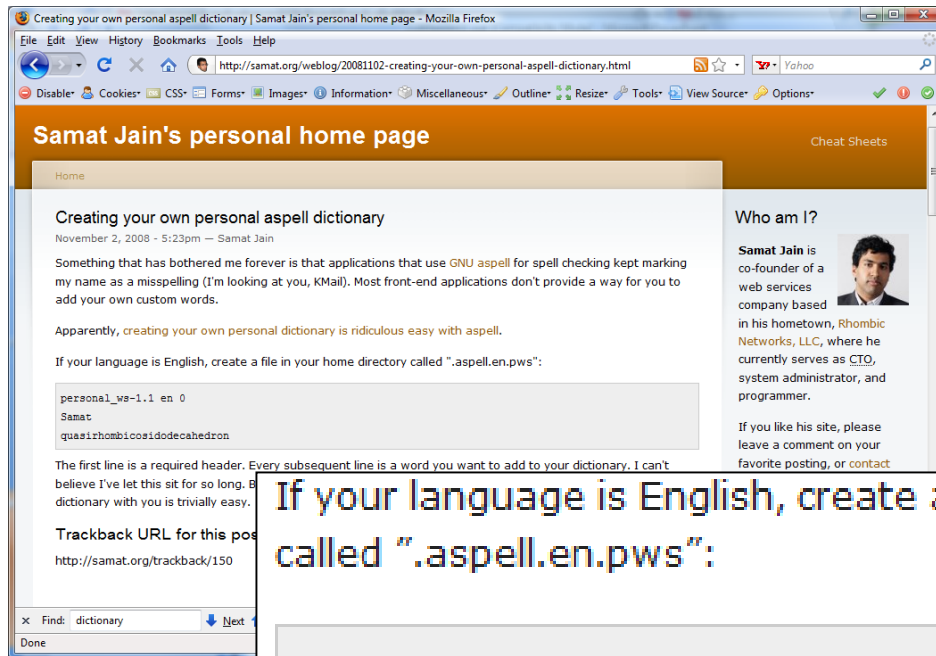 Creating your own personal aspell dictionary | Samat Jain's personal home page - Mozilla Firefox
File Edit View History Bookmarks Tools Help
http://samat.org/weblog/20081102-creating-your-own-personal-aspell-dictionary.html Yahoo
Disable Cookies CSS Forms Images Information Miscellaneous Outline Resize Tools View Source Options
Samat Jain's personal home page
Cheat Sheets
Home
Creating your own personal aspell dictionary
November 2, 2008 - 5:23pm — Samat Jain
Something that has bothered me forever is that applications that use GNU aspell for spell checking kept marking
my name as a misspelling (I'm looking at you, KMail). Most front-end applications don't provide a way for you to
add your own custom words.
Apparently, creating your own personal dictionary is ridiculous easy with aspell.
If your language is English, create a file in your home directory called ".aspell.en.pws":
personal_ws-1.1 en 0
Samat
quasirhombicosidodecahedron
The first line is a required header. Every subsequent line is a word you want to add to your dictionary. I can't
believe I've let this sit for so long. B
dictionary with you is trivially easy.
Trackback URL for this pos
http://samat.org/trackback/150
Who am I?
Samat Jain is
co-founder of a
web services
company based
in his hometown, Rhombic
Networks, LLC, where he
currently serves as CTO,
system administrator, and
programmer.
If you like his site, please
leave a comment on your
favorite posting, or contact
If your language is English, create a
called ".aspell.en.pws":
× Find: dictionary Next
Done